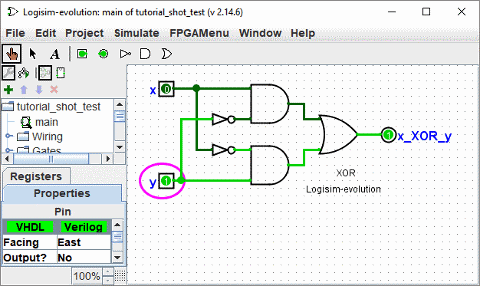 Logisim-evolution: main of tutorial_shot_test (v 2.14.6)
File Edit Project Simulate FPGAMenu Window Help
A
tutorial_shot_test
main
Wiring
Gates
Registers
Properties
Pin
VHDL Verilog
Facing East
Output? No
100%
x 0
y 1
1 x_XOR_y
XOR
Logisim-evolution